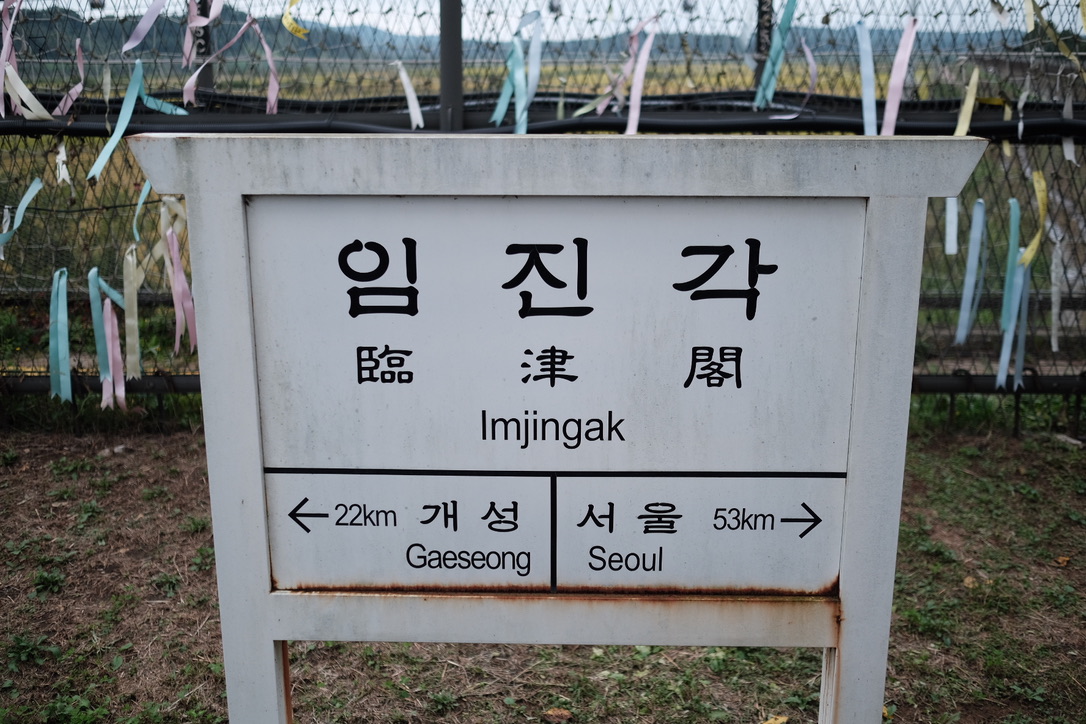 임 진 각
臨 津 閣
Imjingak
← 22km 개 성
Gaeseong
서 울 53km →
Seoul